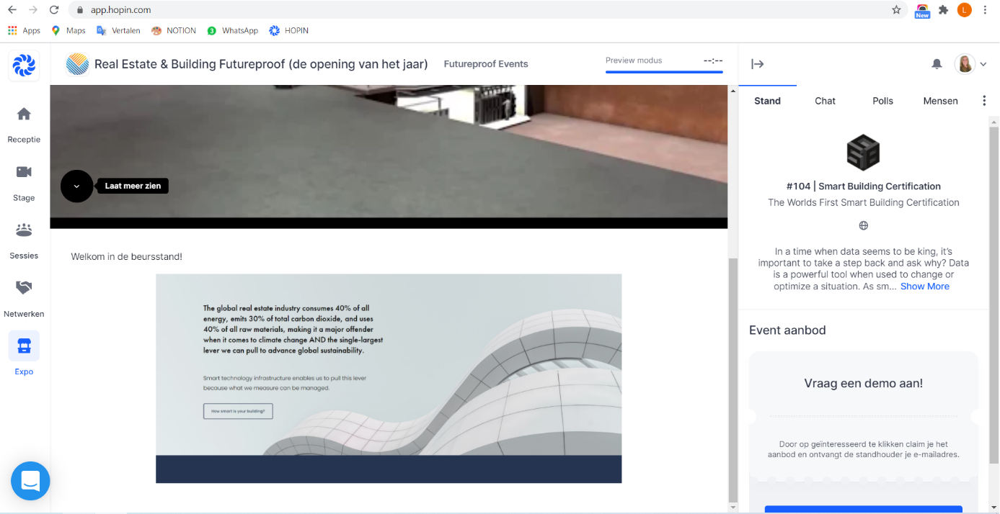 app.hopin.com
New
L
Apps
Maps
Vertalen
NOTION
3
WhatsApp
HOPIN
Real Estate & Building Futureproof (de opening van het jaar)
Futureproof Events
Preview modus
--:--
Receptie
Stage
Sessies
Netwerken
Expo
Laat meer zien
Welkom in de beursstand!
The global real estate industry consumes 40% of all
energy, emits 30% of total carbon dioxide, and uses
40% of all raw materials, making it a major offender
when it comes to climate change AND the single-largest
lever we can pull to advance global sustainability.
Smart technology infrastructure enables us to pull this lever
because what we measure can be managed.
How smart is your building?
Stand
Chat
Polls
Mensen
SBC
#104 | Smart Building Certification
The Worlds First Smart Building Certification
In a time when data seems to be king, it's
important to take a step back and ask why? Data
is a powerful tool when used to change or
optimize a situation. As sm... Show More
Event aanbod
Vraag een demo aan!
Door op geïnteresseerd te klikken claim je het
aanbod en ontvangt de standhouder je e-mailadres.